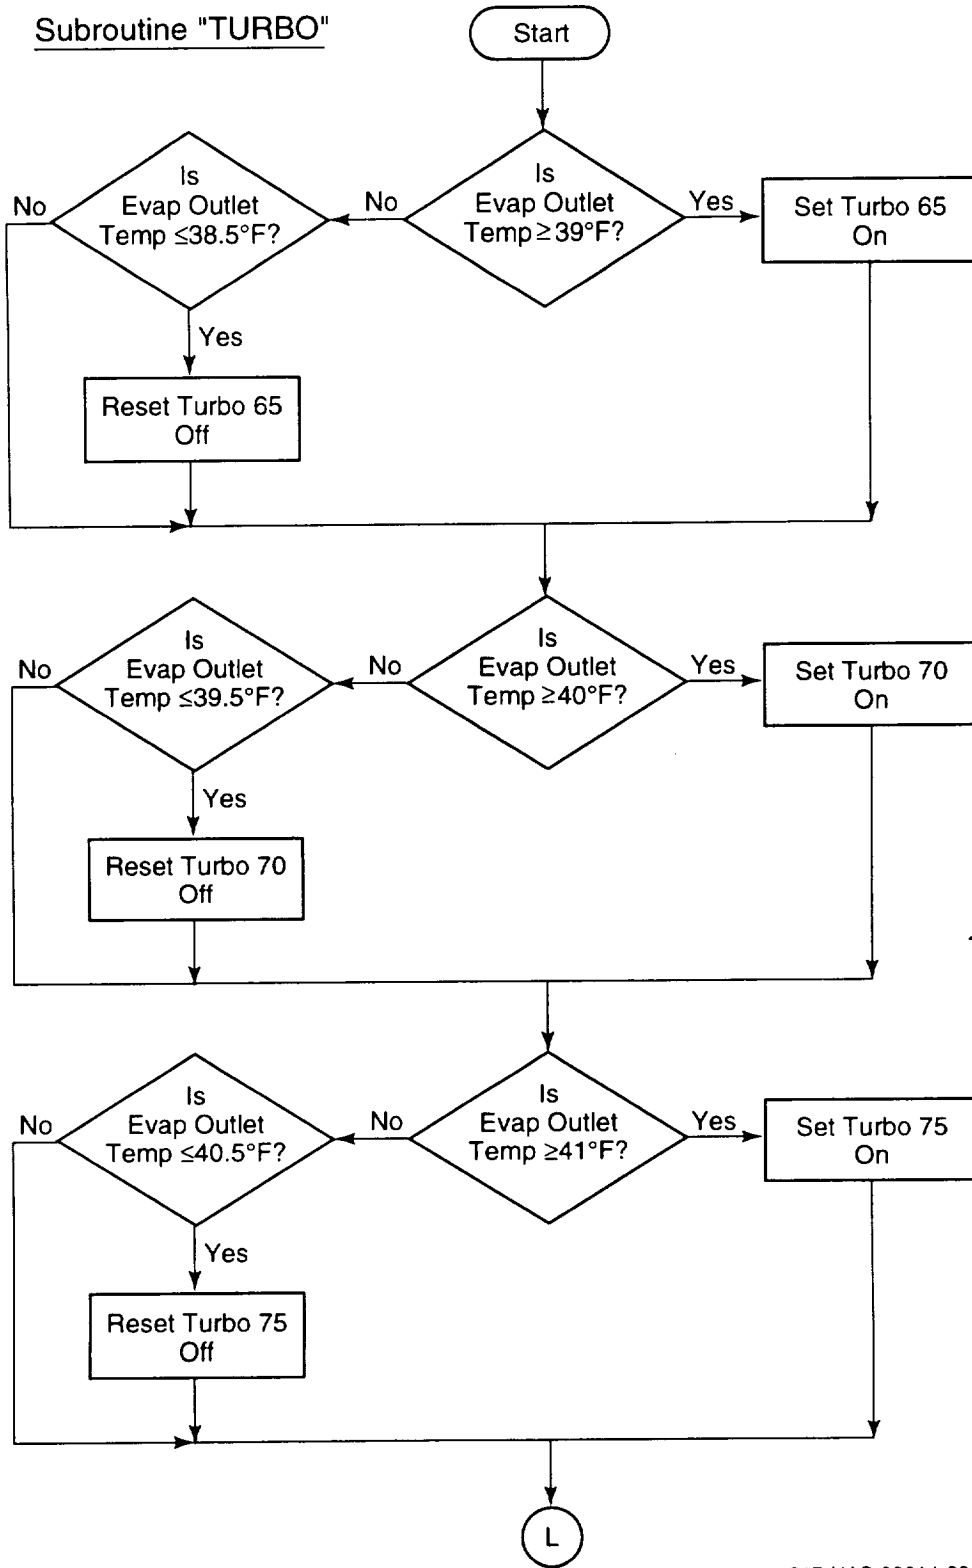 Subroutine "TURBO"
Start
Is
Evap Outlet
Temp ≥39°F?
Yes
Set Turbo 65
On
No
Is
Evap Outlet
Temp ≤38.5°F?
No
Yes
Reset Turbo 65
Off
Is
Evap Outlet
Temp ≥40°F?
Yes
Set Turbo 70
On
No
Is
Evap Outlet
Temp ≤39.5°F?
No
Yes
Reset Turbo 70
Off
Is
Evap Outlet
Temp ≥41°F?
Yes
Set Turbo 75
On
No
Is
Evap Outlet
Temp ≤40.5°F?
No
Yes
Reset Turbo 75
Off
L